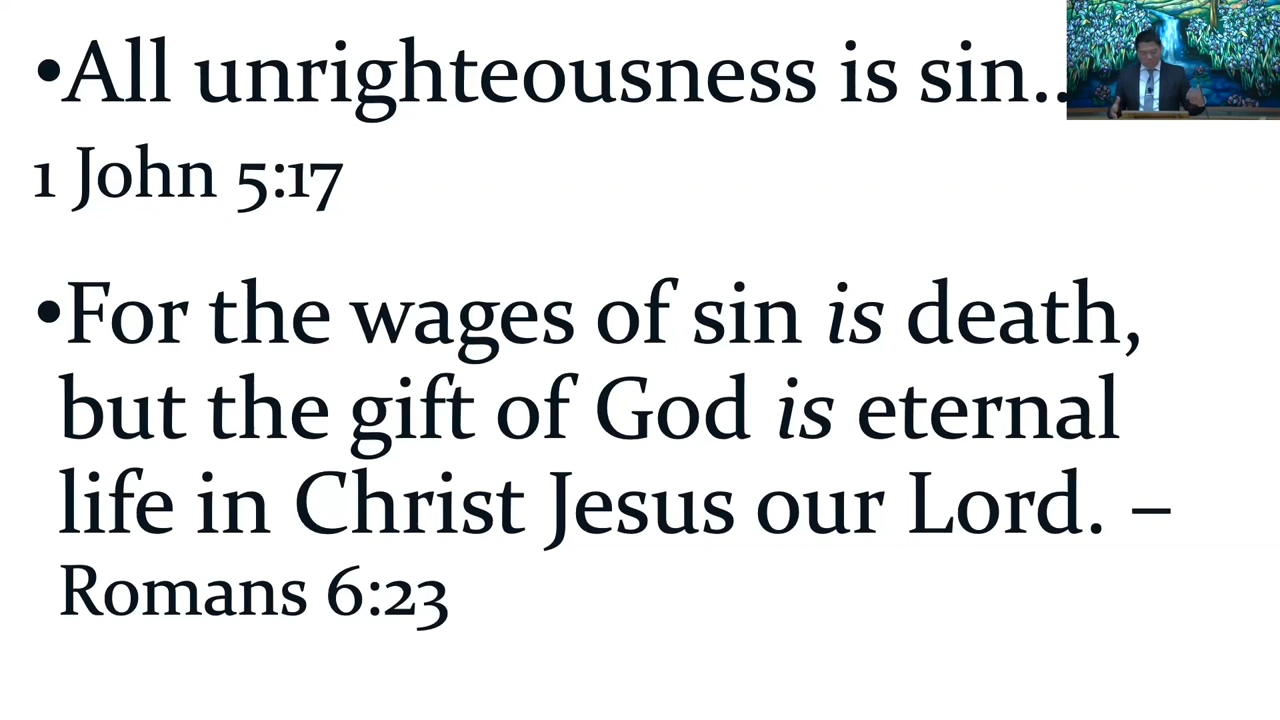 •All unrighteousness is sin..
1 John 5:17
•For the wages of sin is death,
but the gift of God is eternal
life in Christ Jesus our Lord. –
Romans 6:23